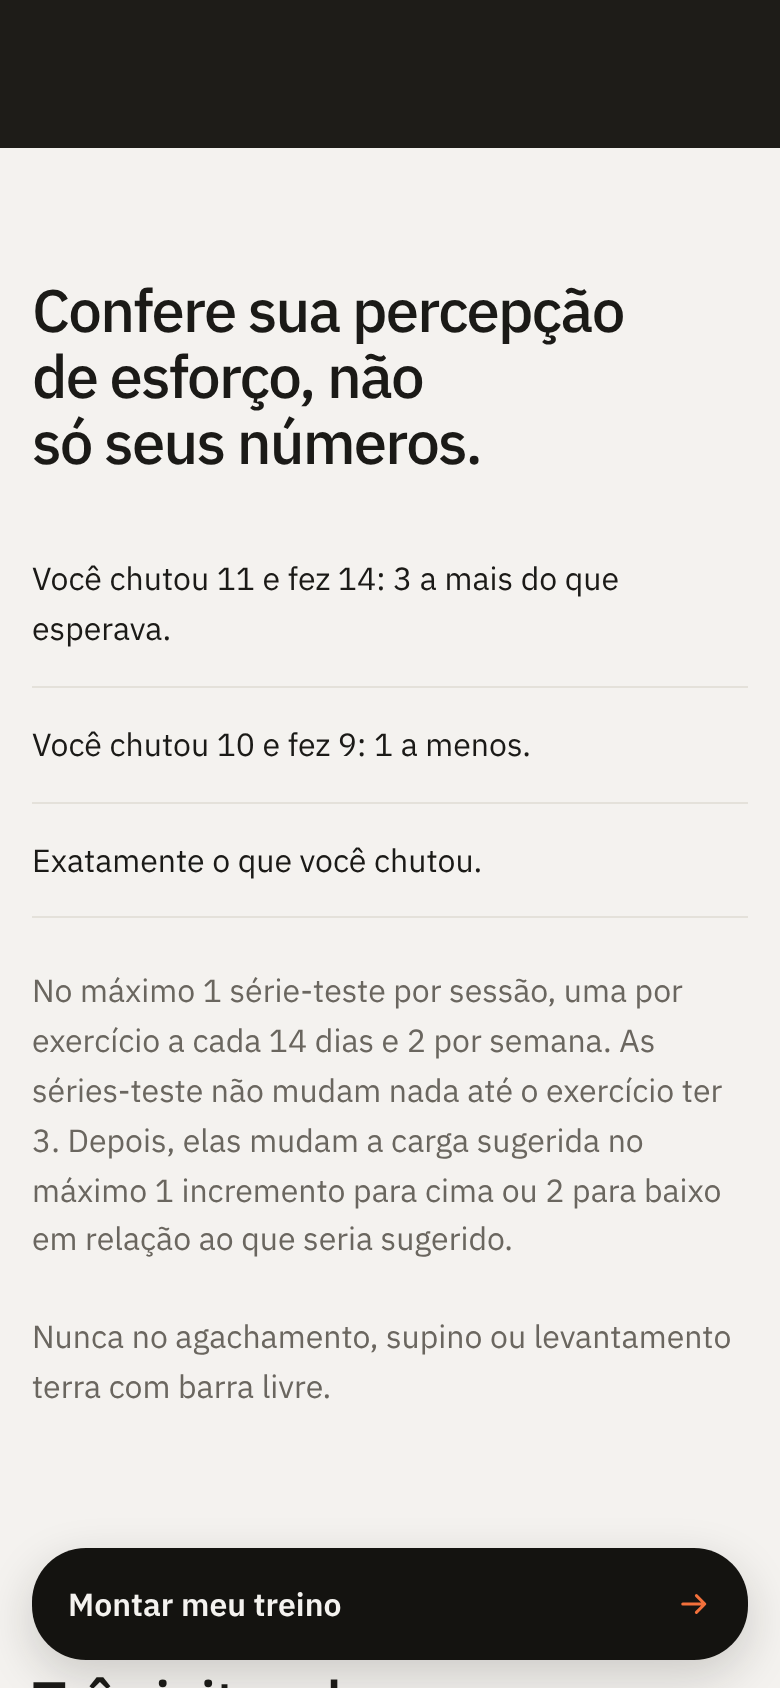 Confere sua percepção
de esforço, não
só seus números.
Você chutou 11 e fez 14: 3 a mais do que
esperava.
Você chutou 10 e fez 9: 1 a menos.
Exatamente o que você chutou.
No máximo 1 série-teste por sessão, uma por
exercício a cada 14 dias e 2 por semana. As
séries-teste não mudam nada até o exercício ter
3. Depois, elas mudam a carga sugerida no
máximo 1 incremento para cima ou 2 para baixo
em relação ao que seria sugerido.
Nunca no agachamento, supino ou levantamento
terra com barra livre.
Montar meu treino